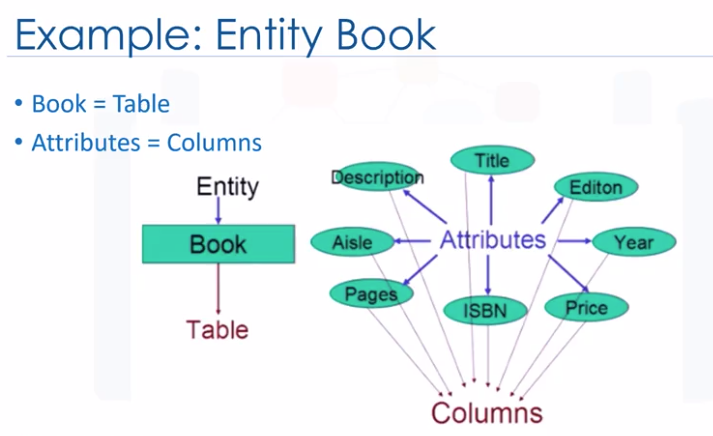 Example: Entity Book
• Book = Table
• Attributes = Columns
Entity
Book
Table
Title
Description
Editon
Aisle
Attributes
Year
Pages
ISBN
Price
Columns